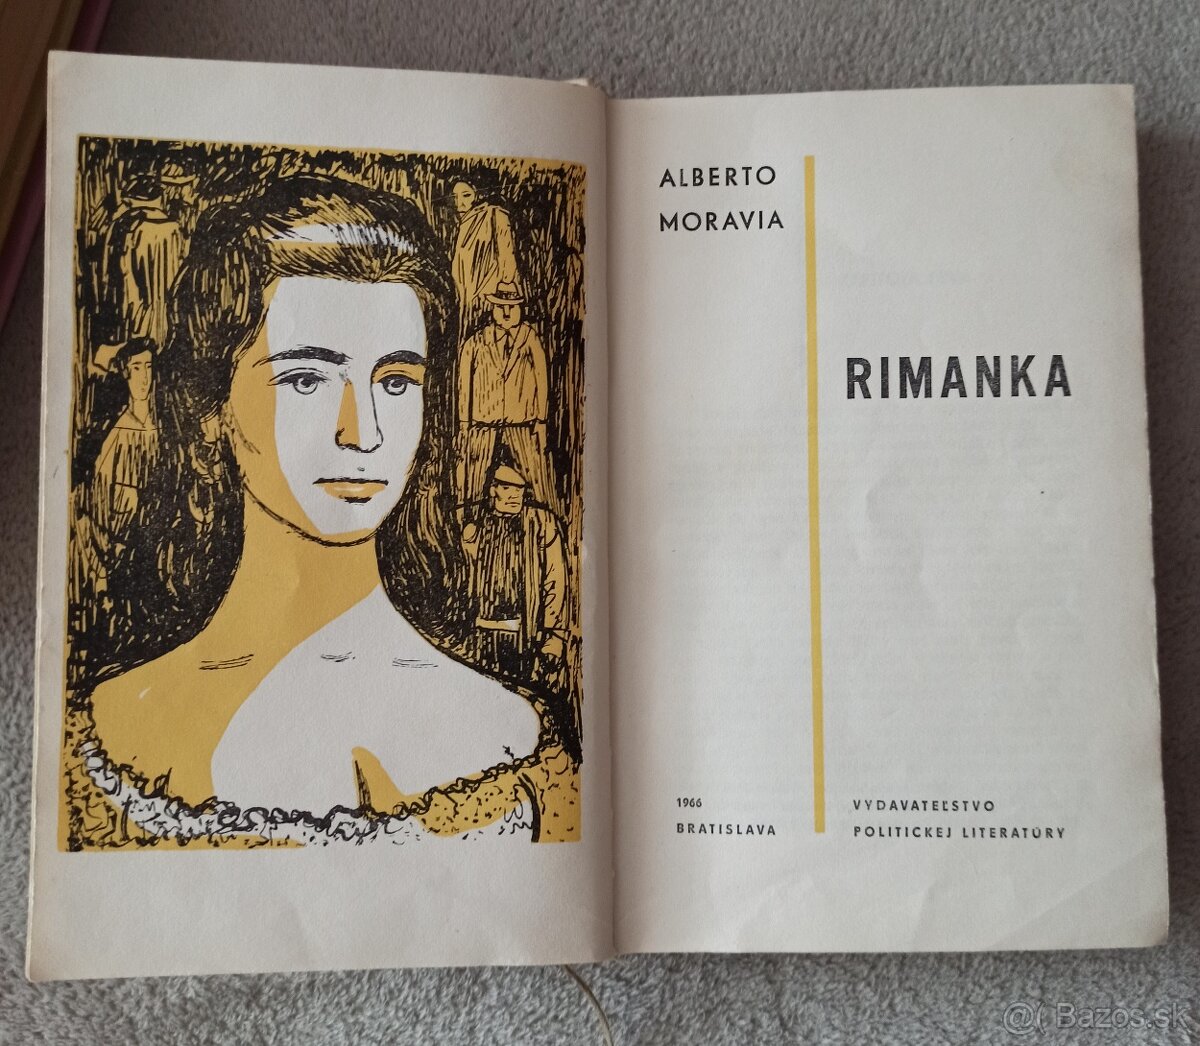 ALBERTO
MORAVIA
RIMANKA
1966
BRATISLAVA
VYDAVATEĽSTVO
POLITICKEJ LITERATÚRY
@( Bazos.sk